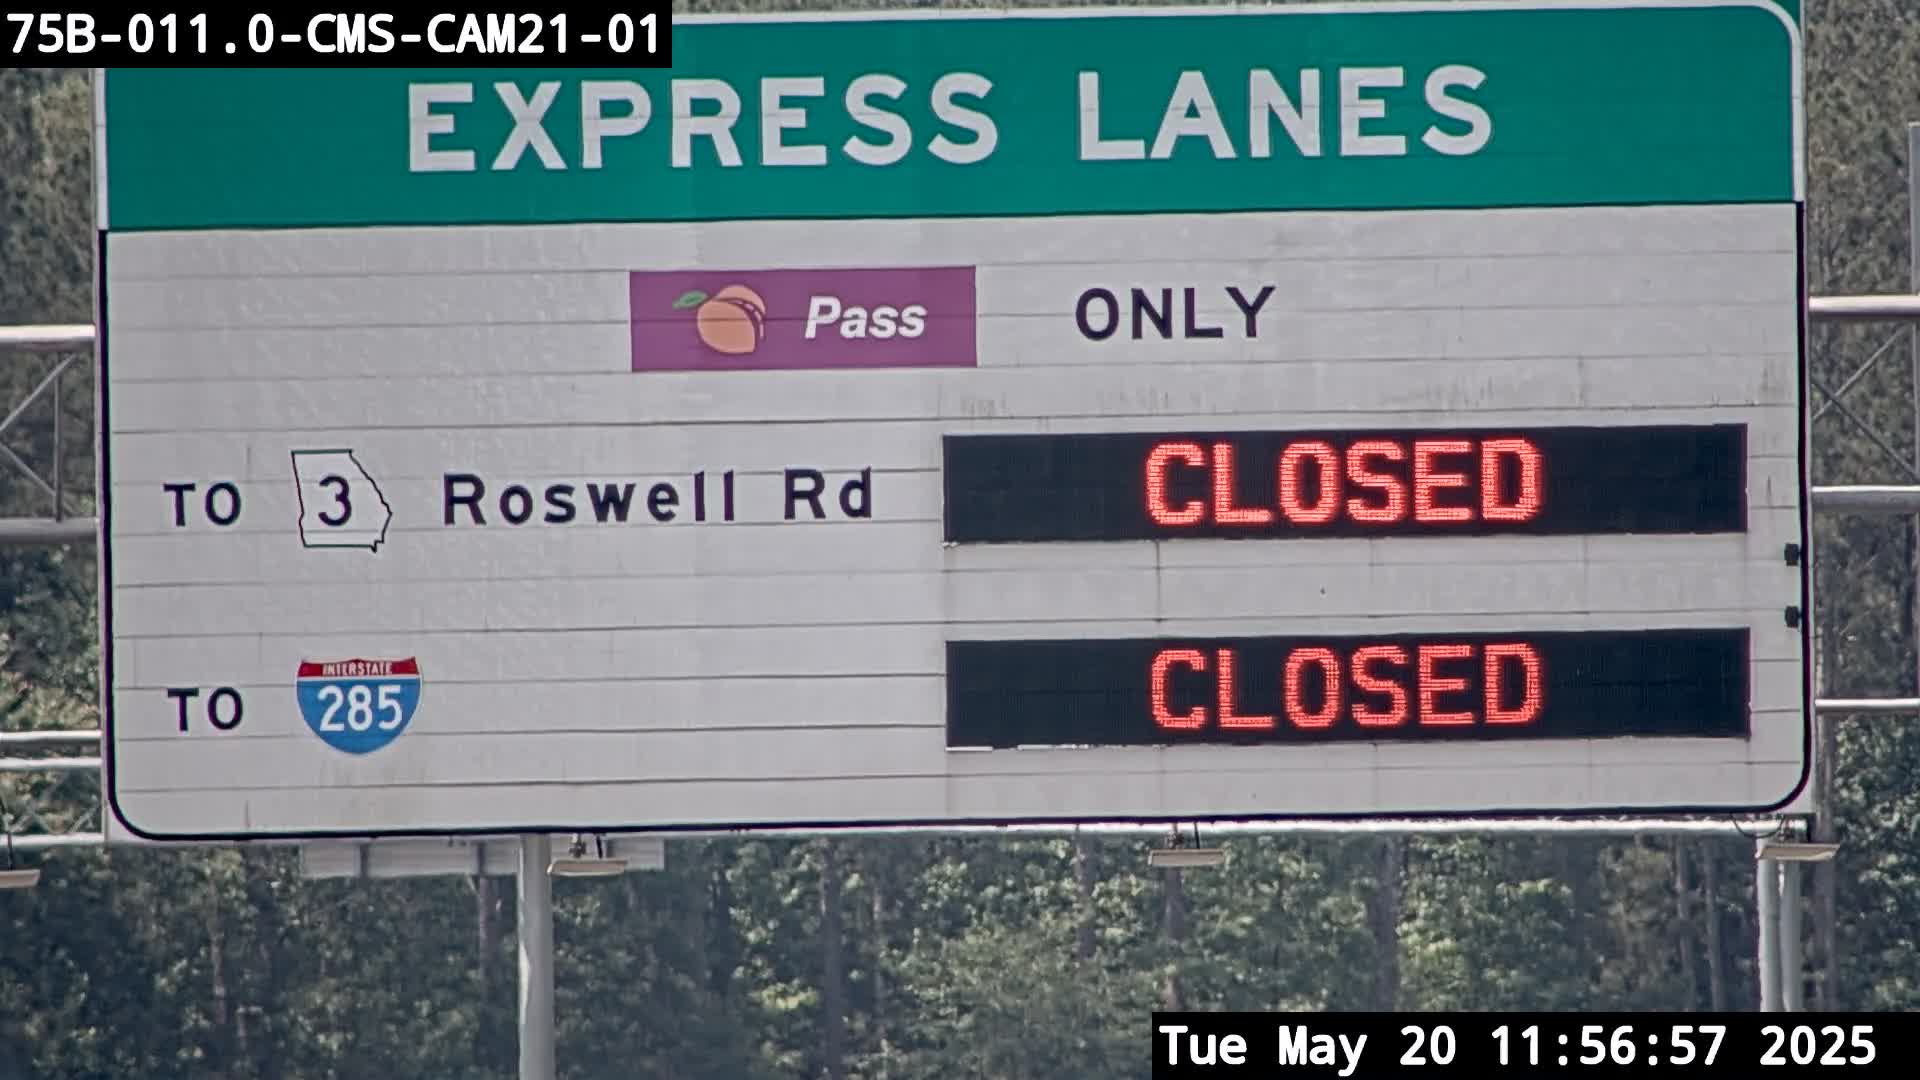 75B-011.0-CMS-CAM21-01
EXPRESS LANES
Pass ONLY
TO 3 Roswell Rd CLOSED
INTERSTATE
TO 285 CLOSED
Tue May 20 11:56:57 2025